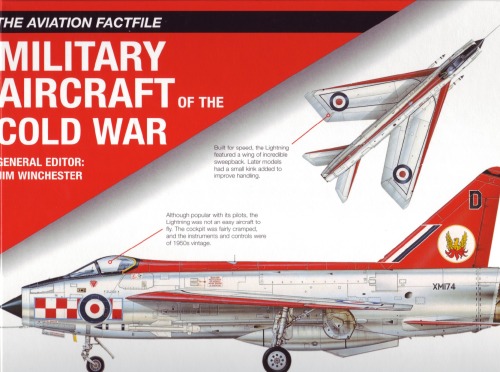 THE AVIATION FACTFILE
MILITARY
AIRCRAFT OF THE
COLD WAR
GENERAL EDITOR:
JIM WINCHESTER
Built for speed, the Lightning
featured a wing of incredible
sweepback. Later models
had a small kink added to
improve handling.
Although popular with its pilots, the
Lightning was not an easy aircraft to
fly. The cockpit was fairly cramped,
and the instruments and controls were
of 1950s vintage.
D
XM174